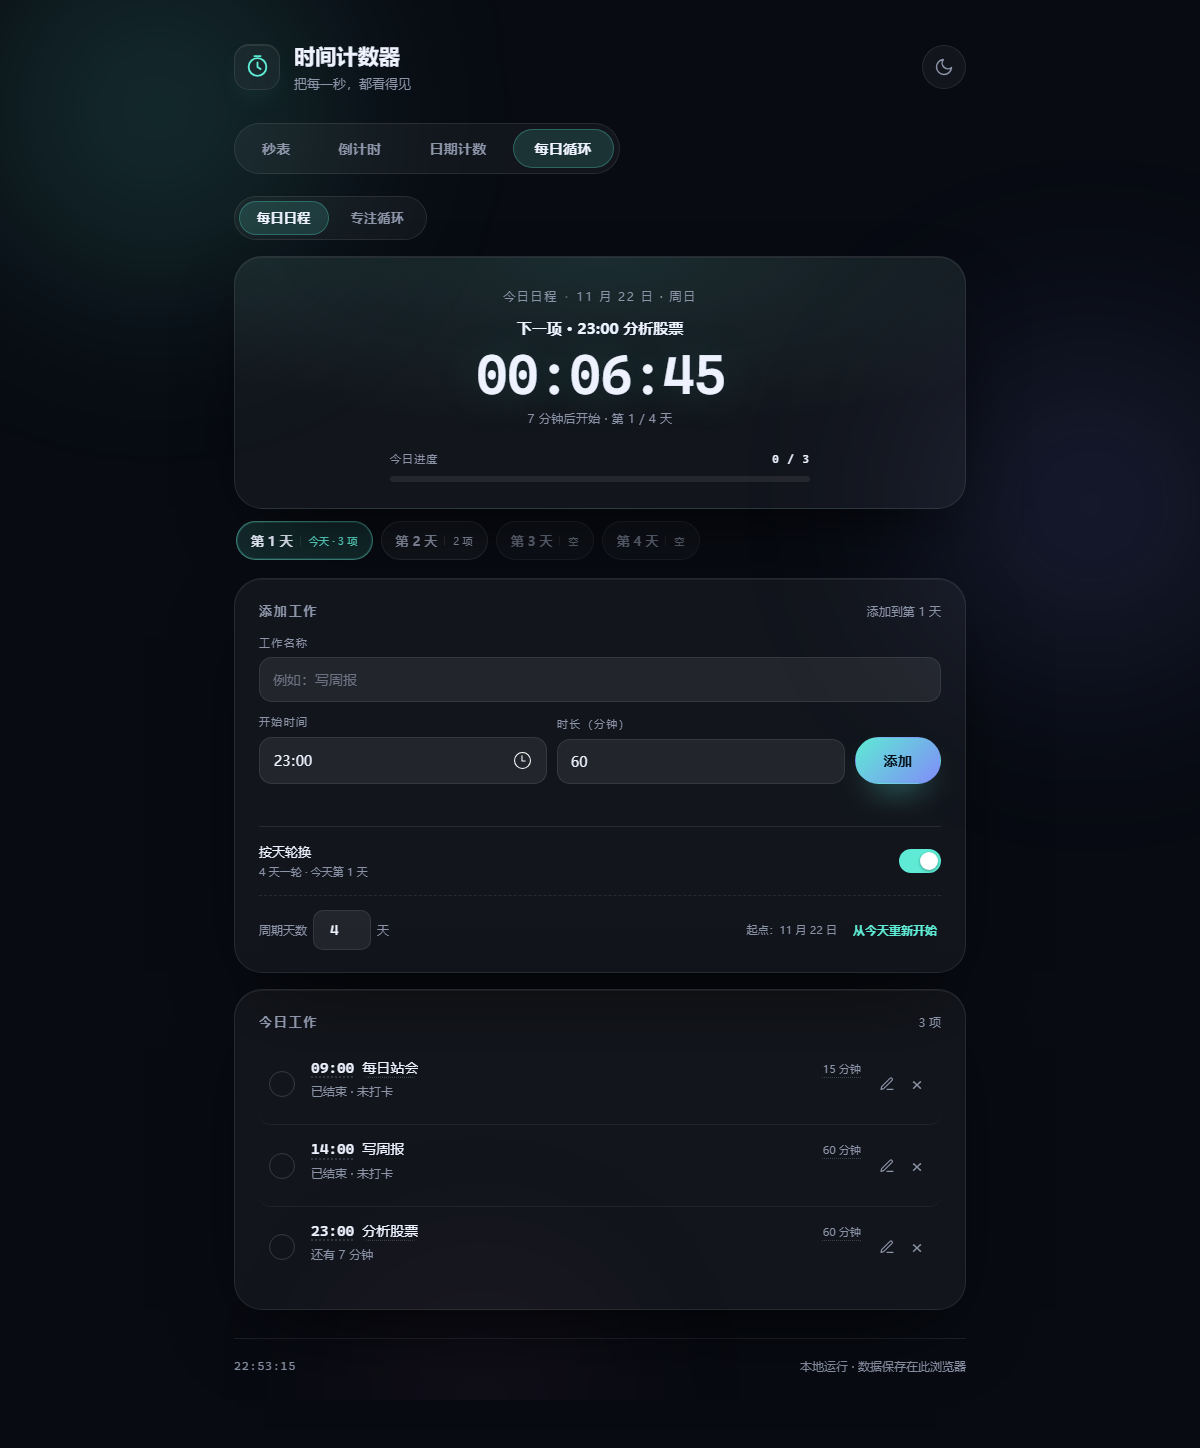 时间计数器
把每一秒，都看得见
秒表 倒计时 日期计数 每日循环
每日日程 专注循环
今日日程 · 11 月 22 日 · 周日
下一项 • 23:00 分析股票
00:06:45
7 分钟后开始 · 第 1 / 4 天
今日进度 0 / 3
第 1 天 今天 · 3 项 第 2 天 2 项 第 3 天 空 第 4 天 空
添加工作 添加到第 1 天
工作名称
例如：写周报
开始时间 时长（分钟）
23:00 60 添加
按天轮换
4 天一轮 · 今天第 1 天
周期天数 4 天 起点：11 月 22 日 从今天重新开始
今日工作 3 项
09:00 每日站会 15 分钟
已结束 · 未打卡
14:00 写周报 60 分钟
已结束 · 未打卡
23:00 分析股票 60 分钟
还有 7 分钟
22:53:15 本地运行 · 数据保存在此浏览器